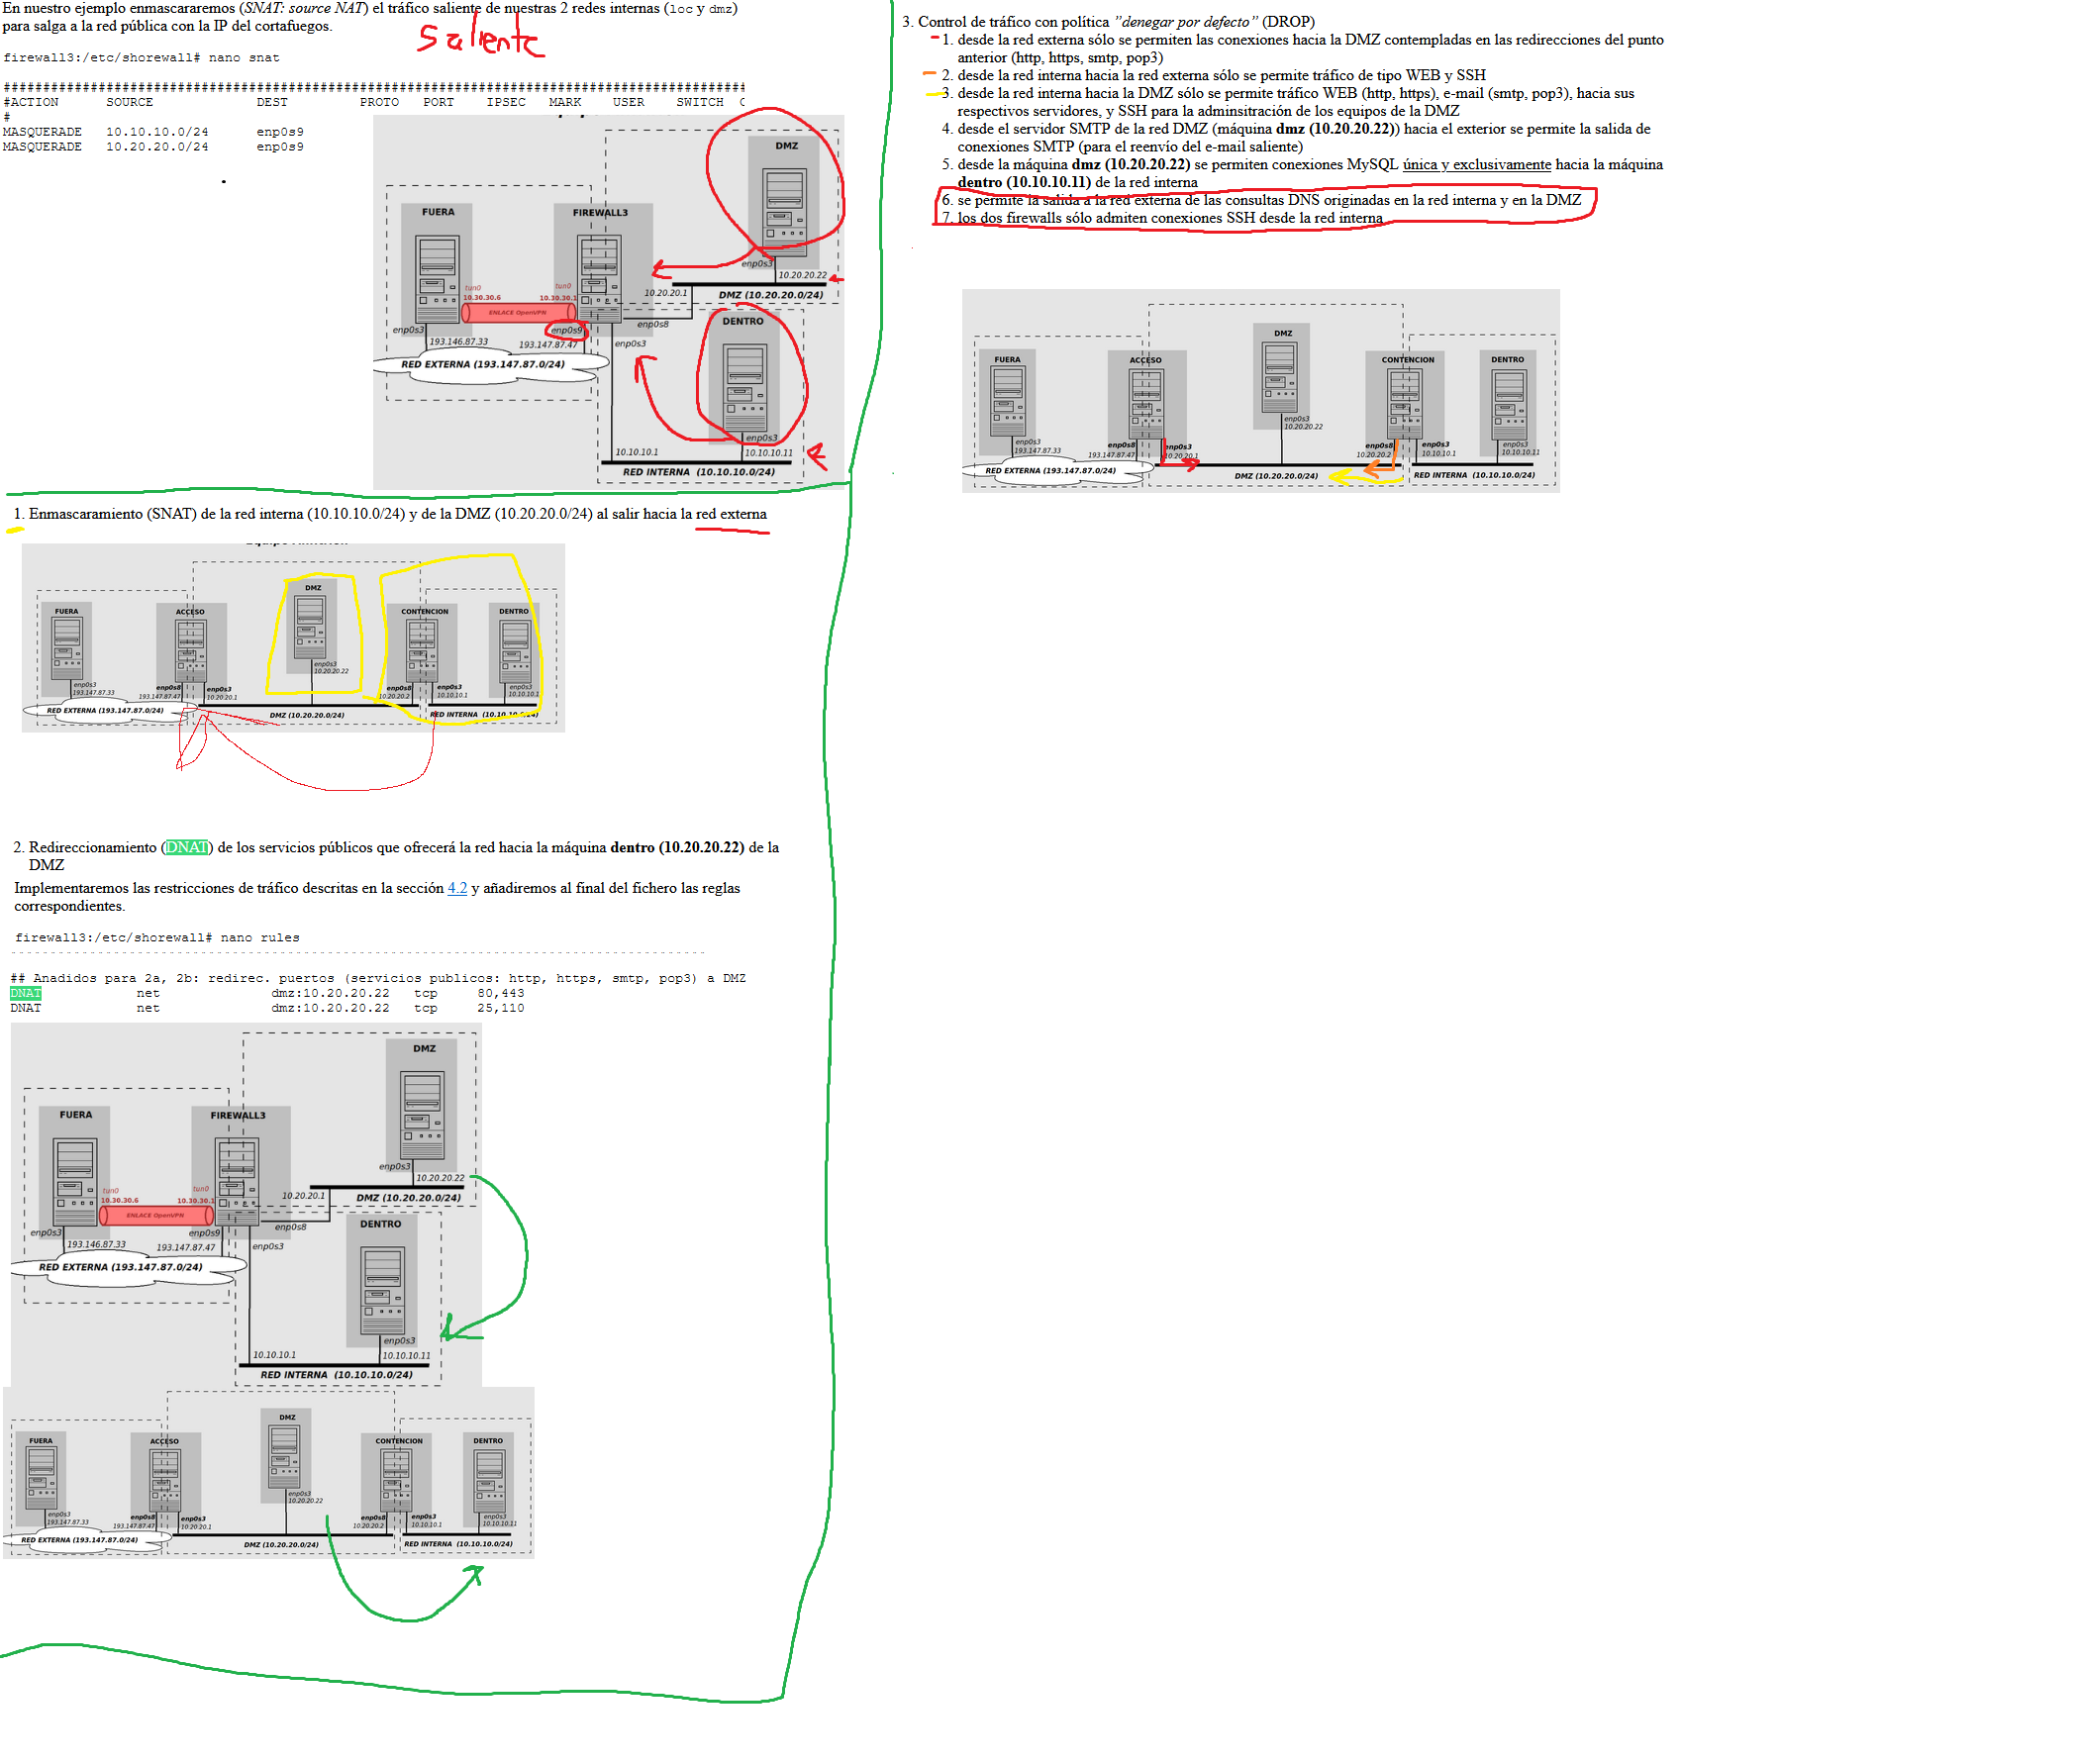 En nuestro ejemplo enmascararemos (SNAT: source NAT) el tráfico saliente de nuestras 2 redes internas (loc y dmz)
para salga a la red pública con la IP del cortafuegos.
saliente
firewall3:/etc/shorewall# nano snat
####################################################################################################
#ACTION SOURCE DEST PROTO PORT IPSEC MARK USER SWITCH
#
MASQUERADE 10.10.10.0/24 enp0s9
MASQUERADE 10.20.20.0/24 enp0s9
DMZ
FUERA
FIREWALL3
enp0s3
10.20.20.22
tun0
tun0
10.30.30.6
10.30.30.1
10.20.20.1
DMZ (10.20.20.0/24)
ENLACE OpenVPN
enp0s3
enp0s9
enp0s8
DENTRO
193.146.87.33
193.147.87.47
enp0s3
RED EXTERNA (193.147.87.0/24)
enp0s3
10.10.10.1
10.10.10.11
RED INTERNA (10.10.10.0/24)
1. Enmascaramiento (SNAT) de la red interna (10.10.10.0/24) y de la DMZ (10.20.20.0/24) al salir hacia la red externa
DMZ
FUERA
ACCESO
CONTENCION
DENTRO
enp0s3
10.20.20.22
enp0s3
193.147.87.33
enp0s8
193.147.87.47
enp0s3
10.20.20.1
enp0s8
10.20.20.2
enp0s3
10.10.10.1
enp0s3
RED EXTERNA (193.147.87.0/24)
DMZ (10.20.20.0/24)
RED INTERNA (10.10.10.0/24)
2. Redireccionamiento (DNAT) de los servicios públicos que ofrecerá la red hacia la máquina dentro (10.20.20.22) de la
DMZ
Implementaremos las restricciones de tráfico descritas en la sección 4.2 y añadiremos al final del fichero las reglas
correspondientes.
firewall3:/etc/shorewall# nano rules
## Anadidos para 2a, 2b: redirec. puertos (servicios publicos: http, https, smtp, pop3) a DMZ
DNAT net dmz:10.20.20.22 tcp 80,443
DNAT net dmz:10.20.20.22 tcp 25,110
DMZ
FUERA
FIREWALL3
enp0s3
10.20.20.22
tun0
tun0
10.30.30.6
10.30.30.1
10.20.20.1
DMZ (10.20.20.0/24)
ENLACE OpenVPN
enp0s3
enp0s9
enp0s8
DENTRO
193.146.87.33
193.147.87.47
enp0s3
RED EXTERNA (193.147.87.0/24)
enp0s3
10.10.10.1
10.10.10.11
RED INTERNA (10.10.10.0/24)
DMZ
FUERA
ACCESO
CONTENCION
DENTRO
enp0s3
10.20.20.22
enp0s3
193.147.87.33
enp0s8
193.147.87.47
enp0s3
10.20.20.1
enp0s8
10.20.20.2
enp0s3
10.10.10.1
enp0s3
10.10.10.11
RED EXTERNA (193.147.87.0/24)
DMZ (10.20.20.0/24)
RED INTERNA (10.10.10.0/24)
3. Control de tráfico con política "denegar por defecto" (DROP)
1. desde la red externa sólo se permiten las conexiones hacia la DMZ contempladas en las redirecciones del punto
anterior (http, https, smtp, pop3)
2. desde la red interna hacia la red externa sólo se permite tráfico de tipo WEB y SSH
3. desde la red interna hacia la DMZ sólo se permite tráfico WEB (http, https), e-mail (smtp, pop3), hacia sus
respectivos servidores, y SSH para la adminsitración de los equipos de la DMZ
4. desde el servidor SMTP de la red DMZ (máquina dmz (10.20.20.22)) hacia el exterior se permite la salida de
conexiones SMTP (para el reenvío del e-mail saliente)
5. desde la máquina dmz (10.20.20.22) se permiten conexiones MySQL única y exclusivamente hacia la máquina
dentro (10.10.10.11) de la red interna
6. se permite la salida a la red externa de las consultas DNS originadas en la red interna y en la DMZ
7. los dos firewalls sólo admiten conexiones SSH desde la red interna
DMZ
FUERA
ACCESO
CONTENCION
DENTRO
enp0s3
10.20.20.22
enp0s3
193.147.87.33
enp0s8
193.147.87.47
enp0s3
10.20.20.1
enp0s8
10.20.20.2
enp0s3
10.10.10.1
enp0s3
10.10.10.11
RED EXTERNA (193.147.87.0/24)
DMZ (10.20.20.0/24)
RED INTERNA (10.10.10.0/24)